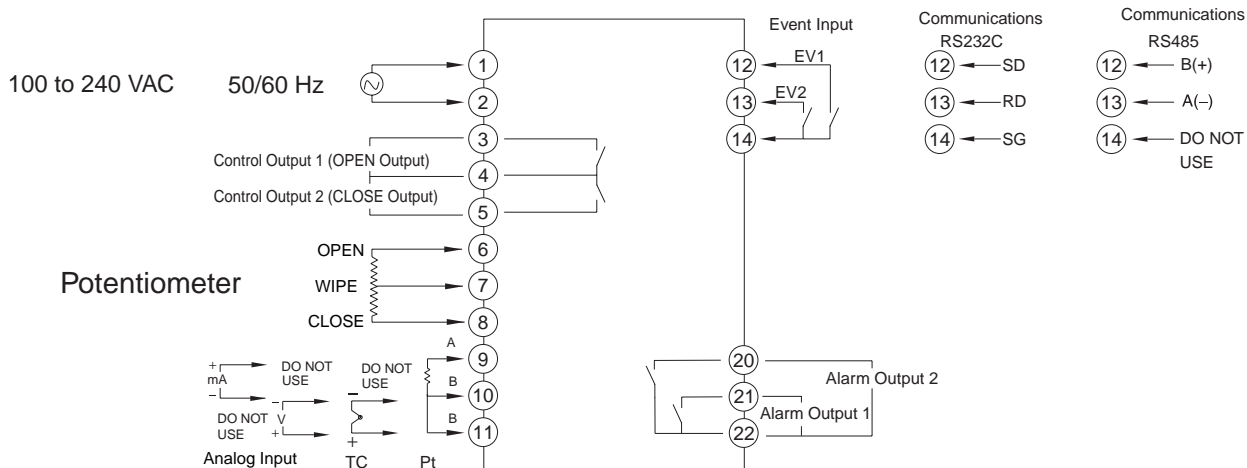 100 to 240 VAC
50/60 Hz
1
2
3
4
5
Control Output 1 (OPEN Output)
Control Output 2 (CLOSE Output)
Potentiometer
OPEN
WIPE
CLOSE
6
7
8
+
mA
−
DO NOT
USE
DO NOT
USE
−
V
+
Analog Input
DO NOT
USE
−
+
TC
A
B
B
Pt
9
10
11
Event Input
12
13
14
EV1
EV2
Communications
RS232C
12
SD
13
RD
14
SG
Communications
RS485
12
B(+)
13
A(−)
14
DO NOT
USE
20
21
22
Alarm Output 2
Alarm Output 1